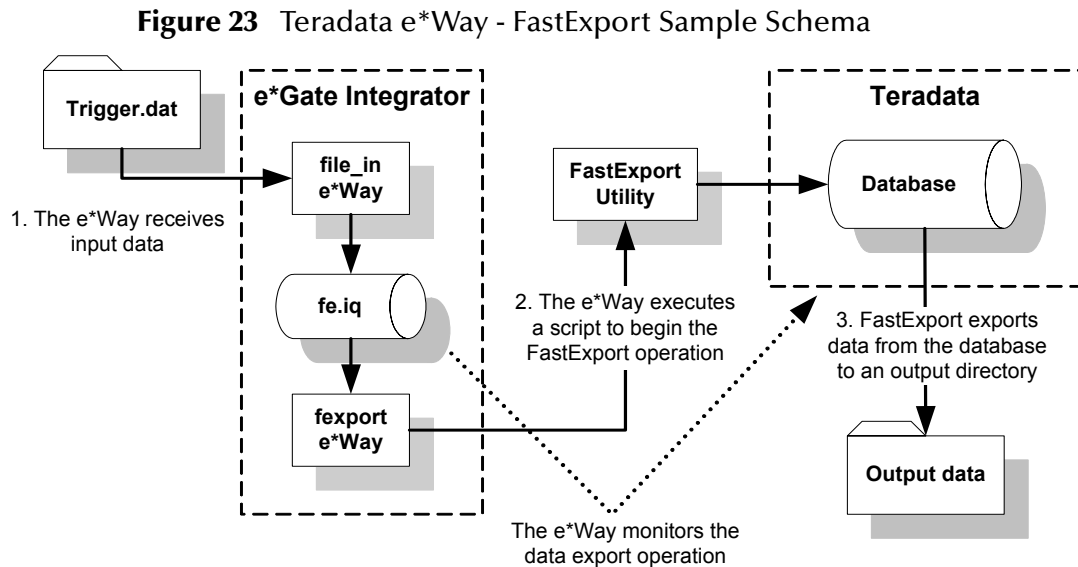 Figure 23 Teradata e*Way - FastExport Sample Schema
Trigger.dat
e*Gate Integrator
Teradata
file_in
e*Way
FastExport
Utility
Database
1. The e*Way receives
input data
fe.iq
2. The e*Way executes
a script to begin the
FastExport operation
3. FastExport exports
data from the database
to an output directory
fexport
e*Way
Output data
The e*Way monitors the
data export operation